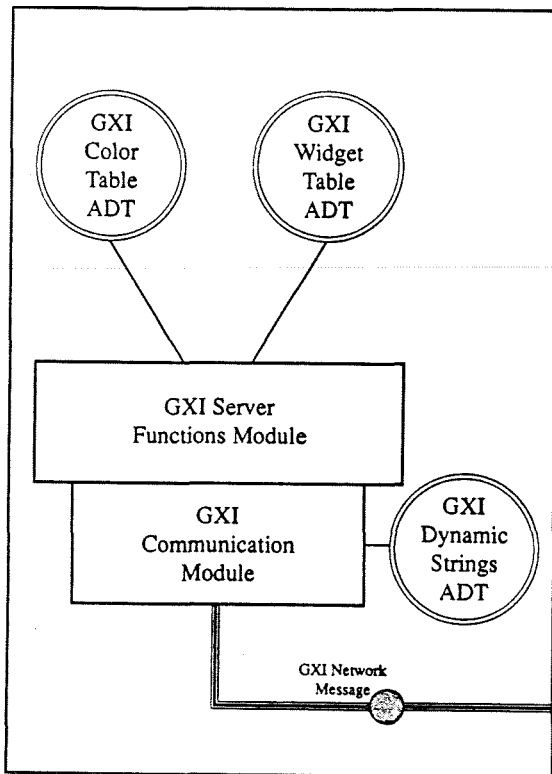 GXI
Color
Table
ADT
GXI
Widget
Table
ADT
GXI Server
Functions Module
GXI
Communication
Module
GXI
Dynamic
Strings
ADT
GXI Network
Message